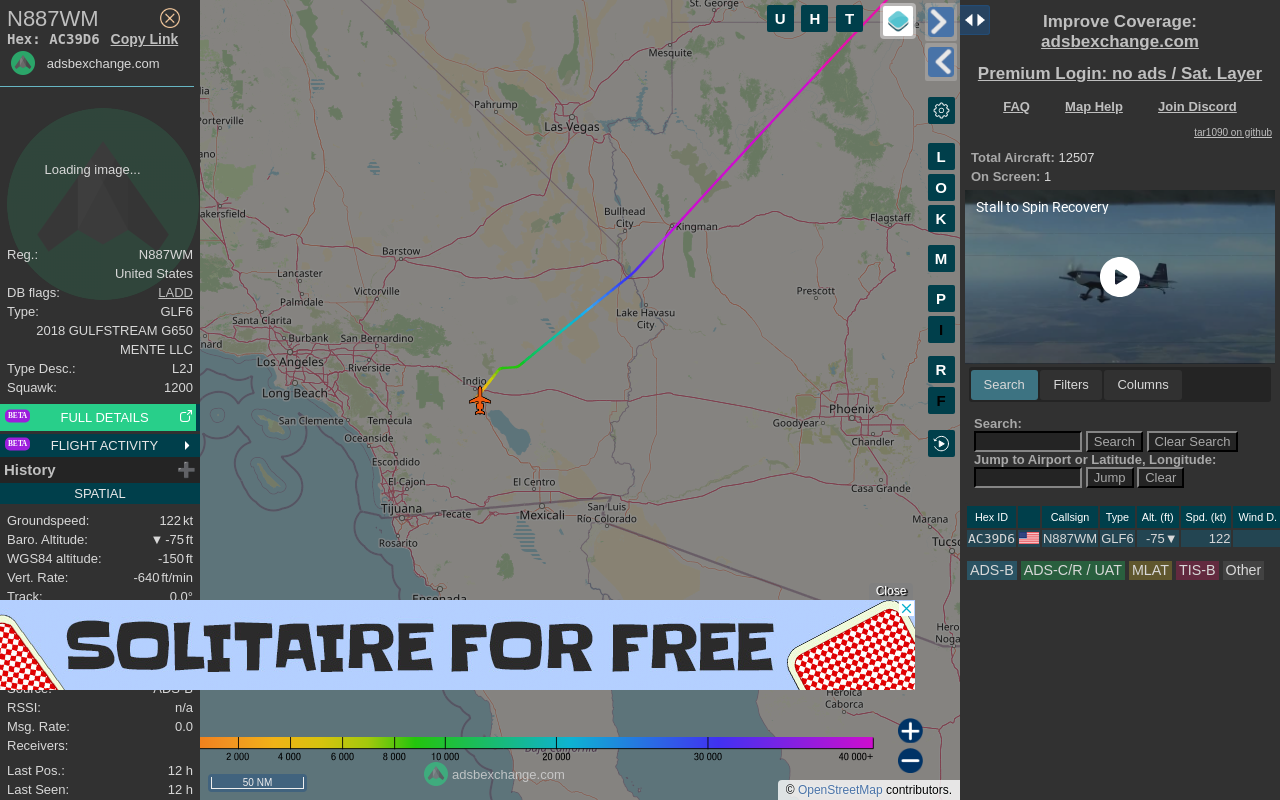 N887WM
Hex: AC39D6 Copy Link
adsbexchange.com
Loading image...
Reg.: N887WM
United States
DB flags: LADD
Type: GLF6
2018 GULFSTREAM G650
MENTE LLC
Type Desc.: L2J
Squawk: 1200
BETA FULL DETAILS
BETA FLIGHT ACTIVITY
History
SPATIAL
Groundspeed: 122 kt
Baro. Altitude: ▼ -75 ft
WGS84 altitude: -150 ft
Vert. Rate: -640 ft/min
Track: 0.0°
Source: ADS-B
RSSI: n/a
Msg. Rate: 0.0
Receivers:
Last Pos.: 12 h
Last Seen: 12 h
St. George
U H T
Mesquite
Pahrump
Las Vegas
lia
Porterville
ano
akersfield
Bullhead
City
Kingman
Flagstaff
Barstow
Lancaster
Victorville
Palmdale
Prescott
Santa Clarita
Lake Havasu
City
nard
Burbank
San Bernardino
Los Angeles
Riverside
Indio
Long Beach
San Clemente
Temecula
Phoenix
Goodyear
Chandler
Oceanside
Escondido
El Cajon
El Centro
Casa Grande
Tijuana
Tecate
Mexicali
San Luis
Río Colorado
Marana
Rosarito
Tucso
Ensenada
Heroi
Noga
Heroica
Caborca
Baja California
L
O
K
M
P
I
R
F
Close
SOLITAIRE FOR FREE
2 000 4 000 6 000 8 000 10 000 20 000 30 000 40 000+
50 NM
adsbexchange.com
© OpenStreetMap contributors.
Improve Coverage:
adsbexchange.com
Premium Login: no ads / Sat. Layer
FAQ Map Help Join Discord
tar1090 on github
Total Aircraft: 12507
On Screen: 1
Stall to Spin Recovery
Search Filters Columns
Search:
Search Clear Search
Jump to Airport or Latitude, Longitude:
Jump Clear
Hex ID Callsign Type Alt. (ft) Spd. (kt) Wind D.
AC39D6 N887WM GLF6 -75▼ 122
ADS-B ADS-C/R / UAT MLAT TIS-B Other